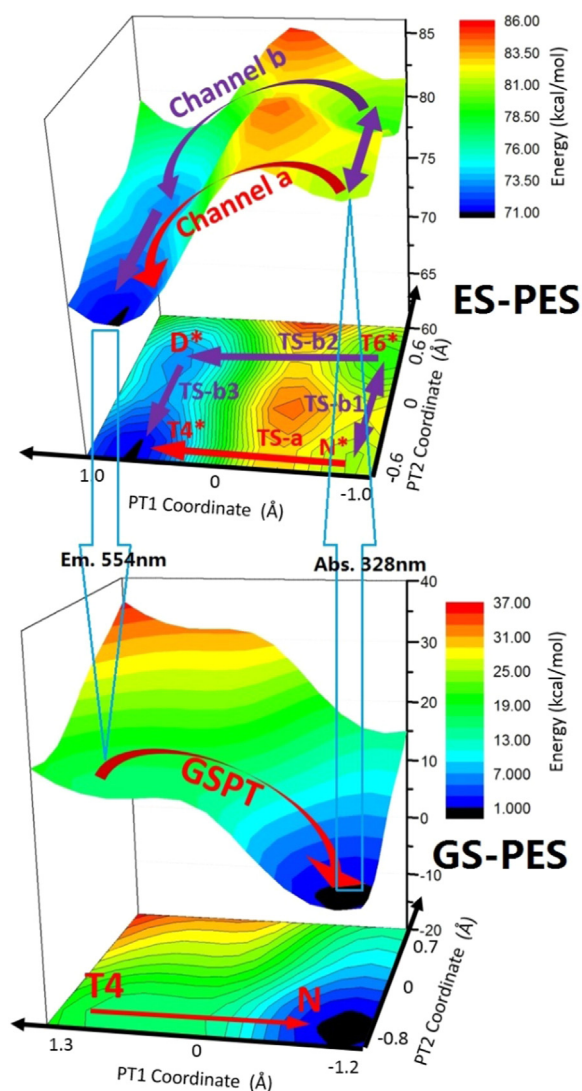 86.00
83.50
81.00
78.50
76.00
73.50
71.00
Energy (kcal/mol)
85
80
75
70
65
60
Channel b
Channel a
ES-PES
D*
TS-b2
T6*
TS-b3
TS-b1
T4*
TS-a
N*
0.6
0
-0.6
PT2 Coordinate (Å)
1.0
0
-1.0
PT1 Coordinate (Å)
Em. 554nm
Abs. 328nm
40
30
20
10
0
-10
-20
37.00
31.00
25.00
19.00
13.00
7.000
1.000
Energy (kcal/mol)
GSPT
GS-PES
T4
N
0.7
0
-0.8
PT2 Coordinate (Å)
1.3
0
-1.2
PT1 Coordinate (Å)